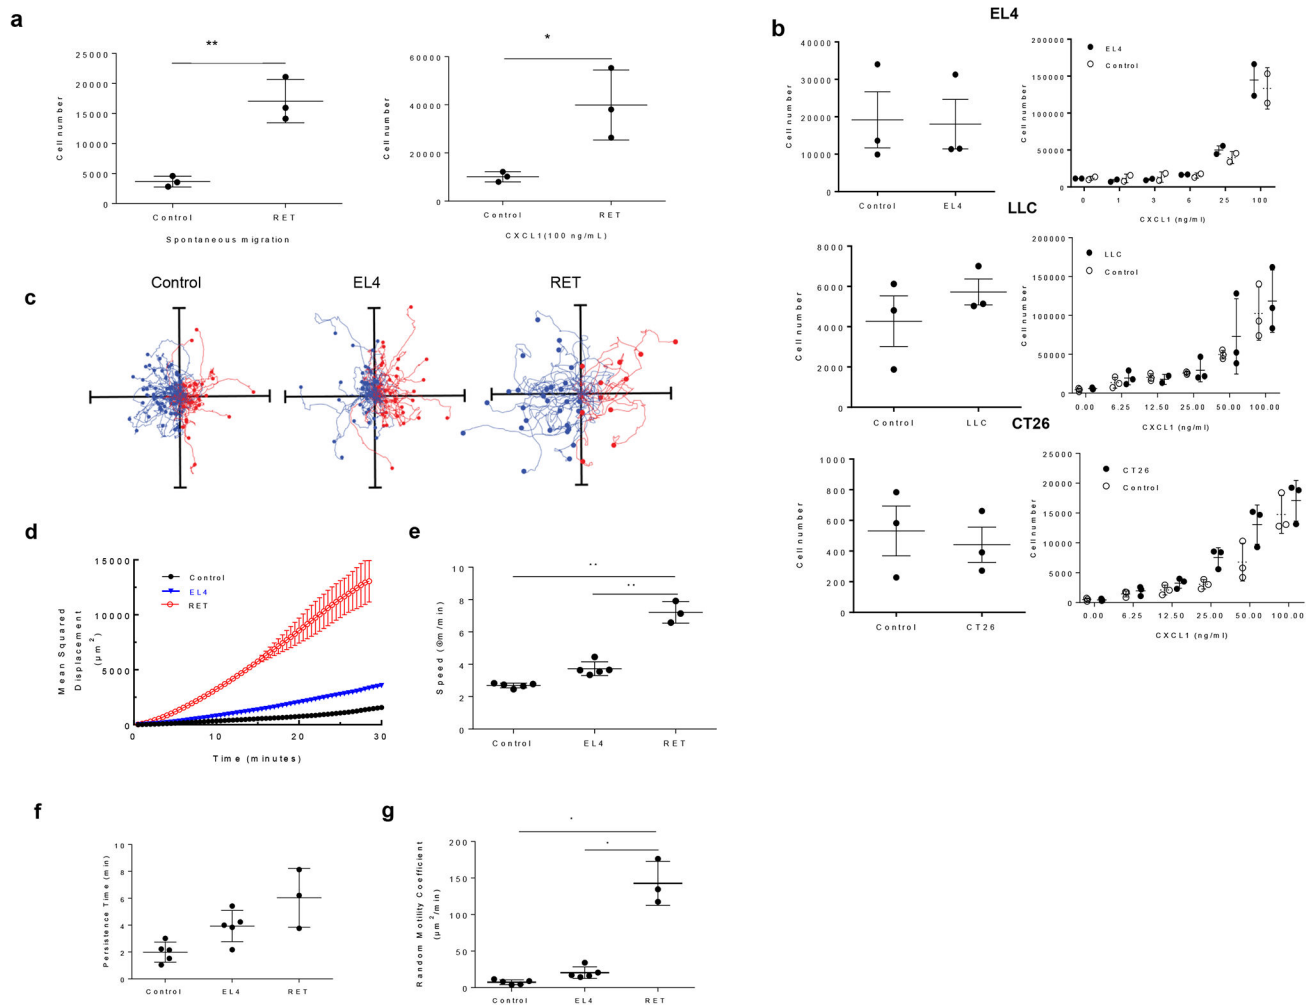 a
**
25000
20000
15000
10000
5000
0
Cell number
Control
RET
Spontaneous migration
*
60000
40000
20000
0
Cell number
Control
RET
CXCL1(100 ng/mL)
b
EL4
40000
30000
20000
10000
0
Cell number
Control
EL4
200000
150000
100000
50000
0
Cell number
EL4
Control
0 1 3 6 25 100
CXCL1 (ng/ml)
LLC
8000
6000
4000
2000
0
Cell number
Control
LLC
200000
150000
100000
50000
0
Cell number
LLC
Control
0.00 6.25 12.50 25.00 50.00 100.00
CXCL1 (ng/ml)
CT26
1000
800
600
400
200
0
Cell number
Control
CT26
25000
20000
15000
10000
5000
0
Cell number
CT26
Control
0.00 6.25 12.50 25.00 50.00 100.00
CXCL1 (ng/ml)
c
Control
EL4
RET
d
15000
10000
5000
0
Mean Squared
Displacement
(µm²)
Control
EL4
RET
0 10 20 30
Time (minutes)
e
**
**
10
8
6
4
2
0
Control
EL4
RET
f
10
8
6
4
2
0
Persistence Time (min)
Control
EL4
RET
g
*
*
200
150
100
50
0
Random Motility Coefficient
(µm²/min)
Control
EL4
RET